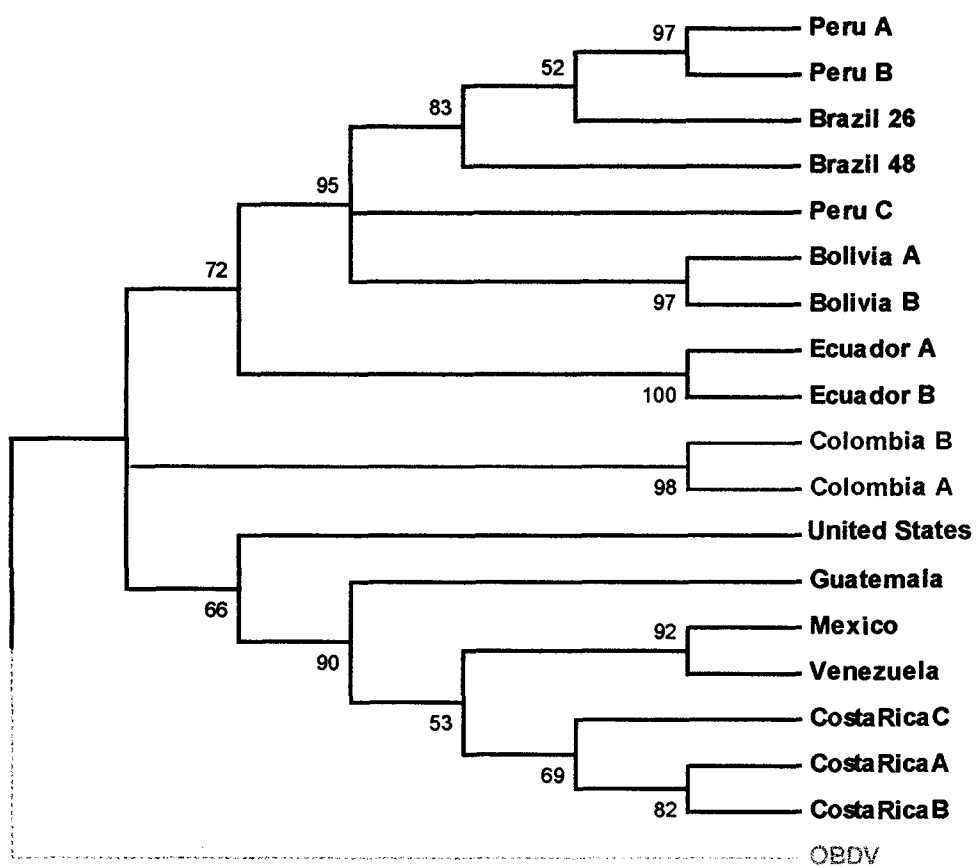 97
Peru A
Peru B
52
Brazil 26
83
Brazil 48
95
Peru C
Bolivia A
97
Bolivia B
72
Ecuador A
100
Ecuador B
Colombia B
98
Colombia A
United States
66
Guatemala
90
92
Mexico
Venezuela
53
CostaRicaC
69
CostaRicaA
82
CostaRicaB
OBDV